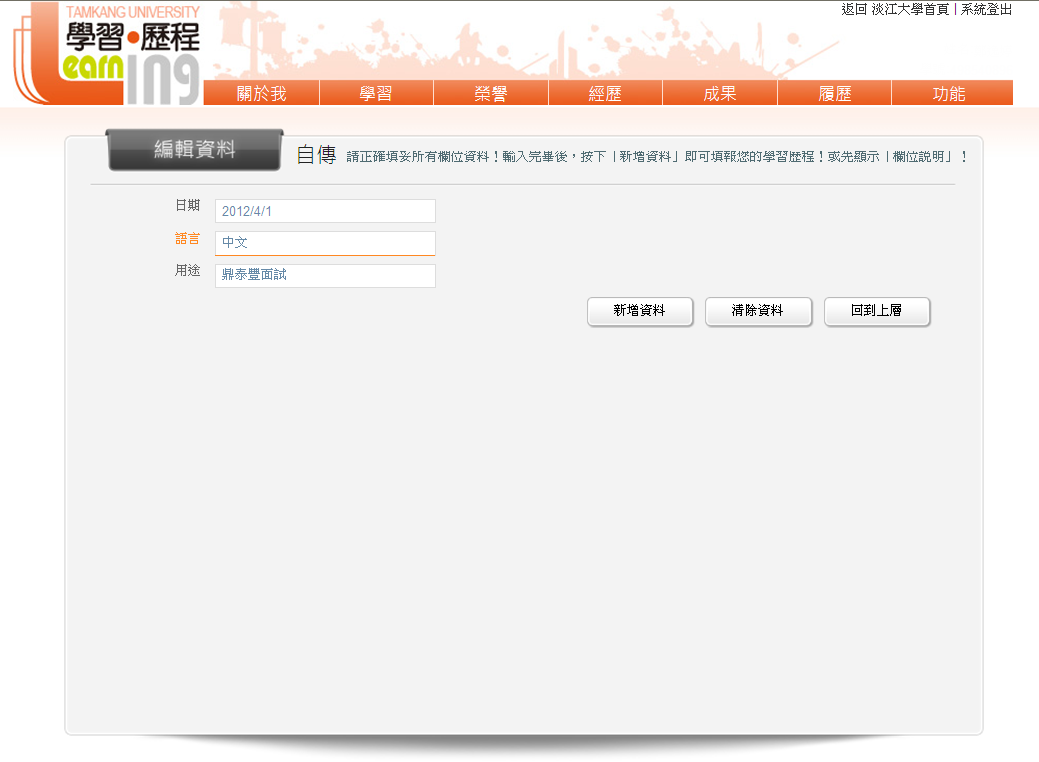 返回 淡江大學首頁 | 系統登出
TAMKANG UNIVERSITY
學習•歷程
Learning
關於我 學習 榮譽 經歷 成果 履歷 功能
編輯資料 自傳 請正確填妥所有欄位資料！輸入完畢後，按下「新增資料」即可填報您的學習歷程！或先顯示「欄位說明」！
日期 2012/4/1
語言 中文
用途 鼎泰豐面試
新增資料 清除資料 回到上層